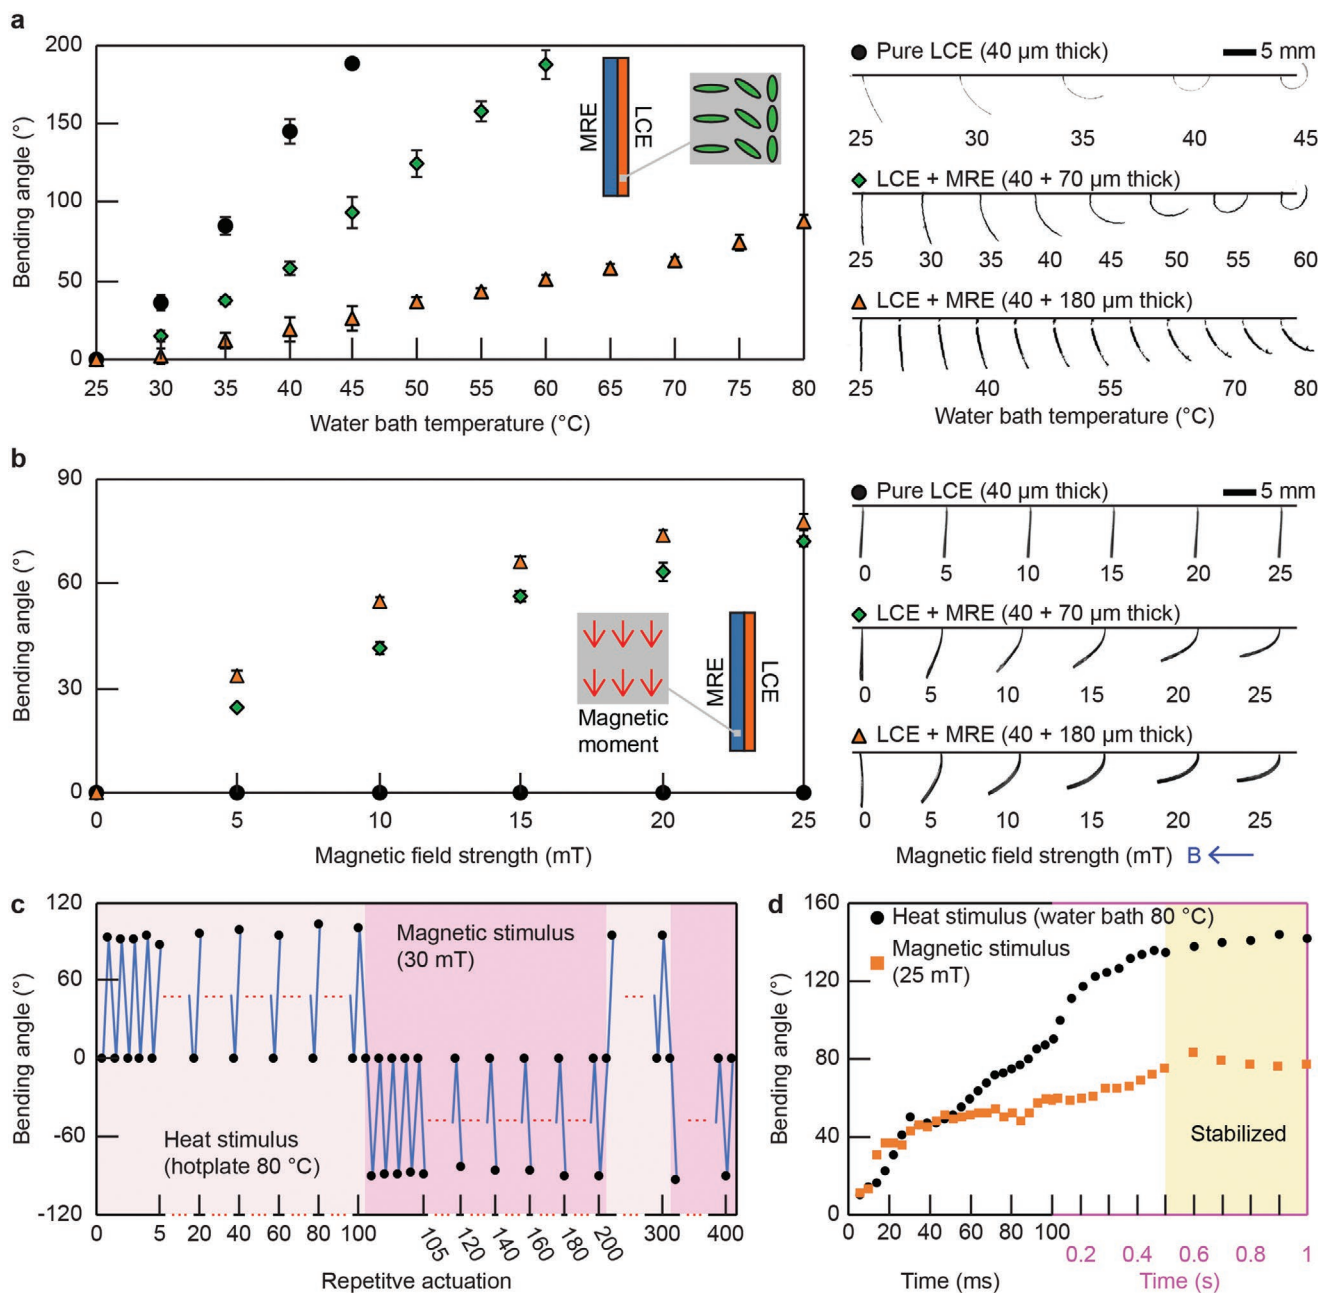 a
200
150
100
50
0
Bending angle (°)
25 30 35 40 45 50 55 60 65 70 75 80
Water bath temperature (°C)
MRE
LCE
Pure LCE (40 µm thick)
5 mm
25 30 35 40 45
LCE + MRE (40 + 70 µm thick)
25 30 35 40 45 50 55 60
LCE + MRE (40 + 180 µm thick)
25 40 55 70 80
Water bath temperature (°C)
b
90
60
30
0
Bending angle (°)
0 5 10 15 20 25
Magnetic field strength (mT)
Magnetic
moment
MRE
LCE
Pure LCE (40 µm thick)
5 mm
0 5 10 15 20 25
LCE + MRE (40 + 70 µm thick)
0 5 10 15 20 25
LCE + MRE (40 + 180 µm thick)
0 5 10 15 20 25
Magnetic field strength (mT) B
c
120
60
0
-60
-120
Bending angle (°)
Magnetic stimulus
(30 mT)
Heat stimulus
(hotplate 80 °C)
0 5 20 40 60 80 100 105 120 140 160 180 200 300 400
Repetitve actuation
d
160
120
80
40
0
Bending angle (°)
Heat stimulus (water bath 80 °C)
Magnetic stimulus
(25 mT)
Stabilized
0 20 40 60 80 100 0.2 0.4 0.6 0.8 1
Time (ms) Time (s)